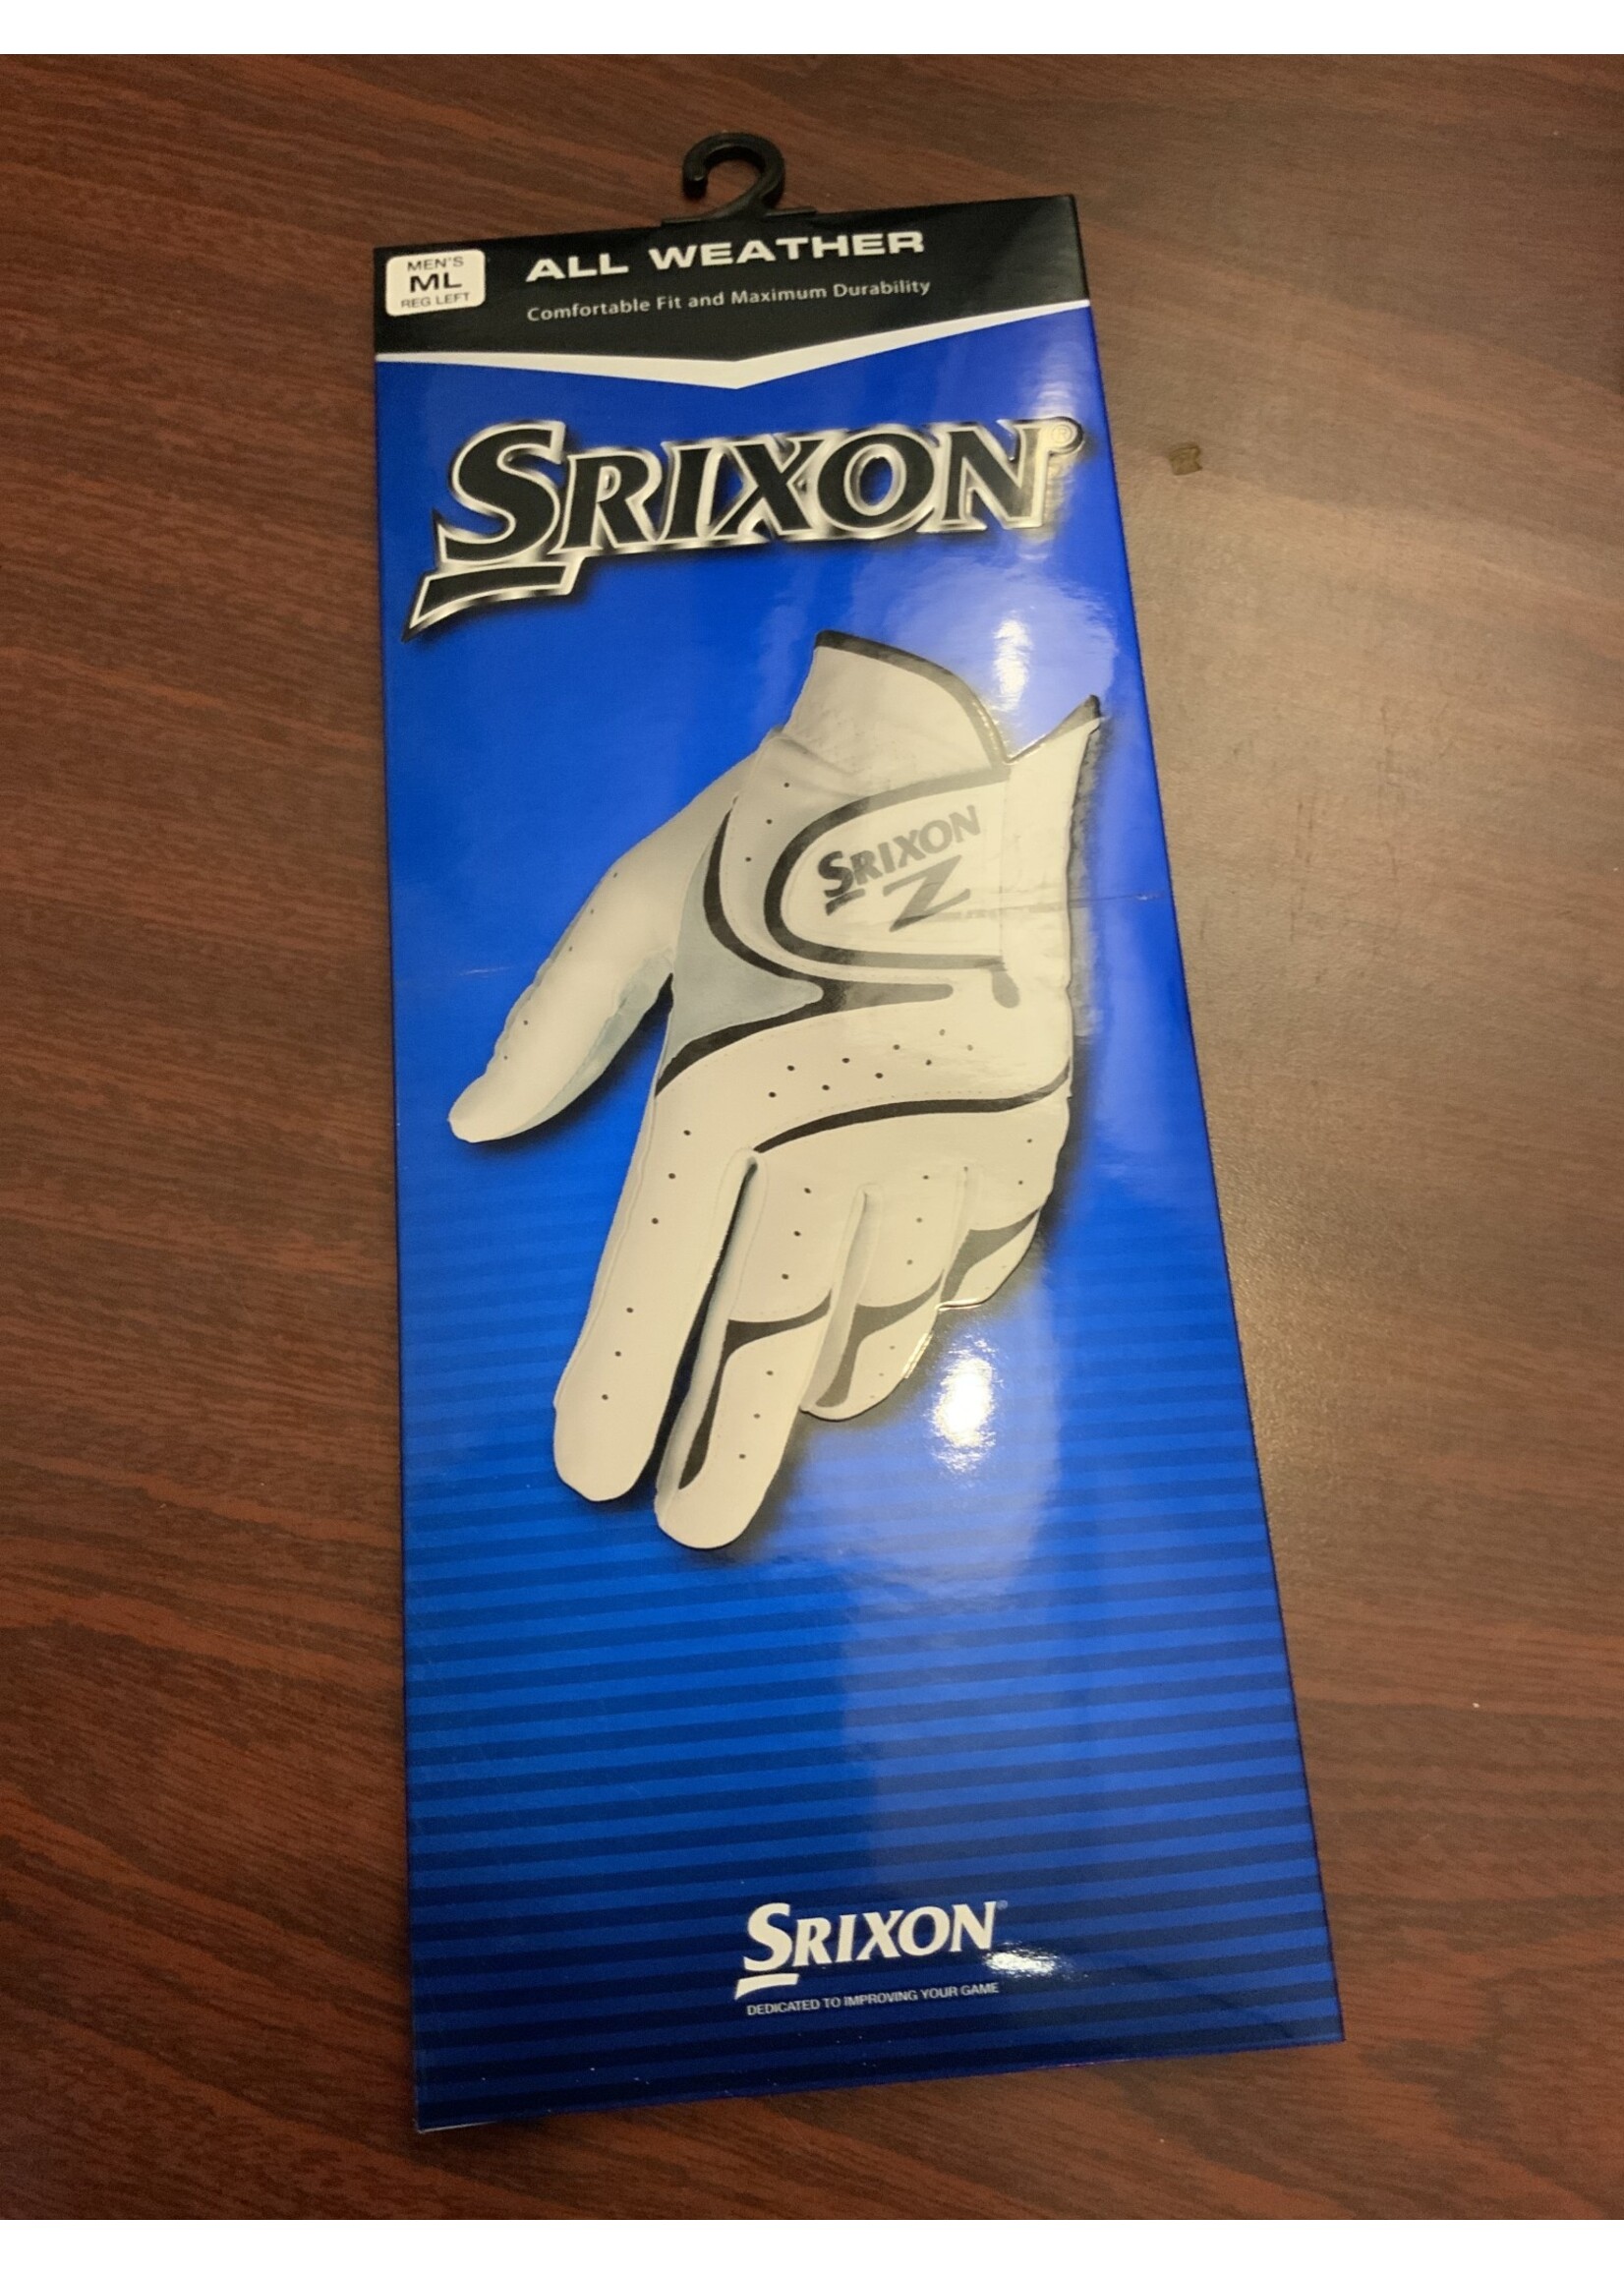 MEN'S
ML
REG LEFT
ALL WEATHER
Comfortable Fit and Maximum Durability
SRIXON®
SRIXON
Z
SRIXON®
DEDICATED TO IMPROVING YOUR GAME